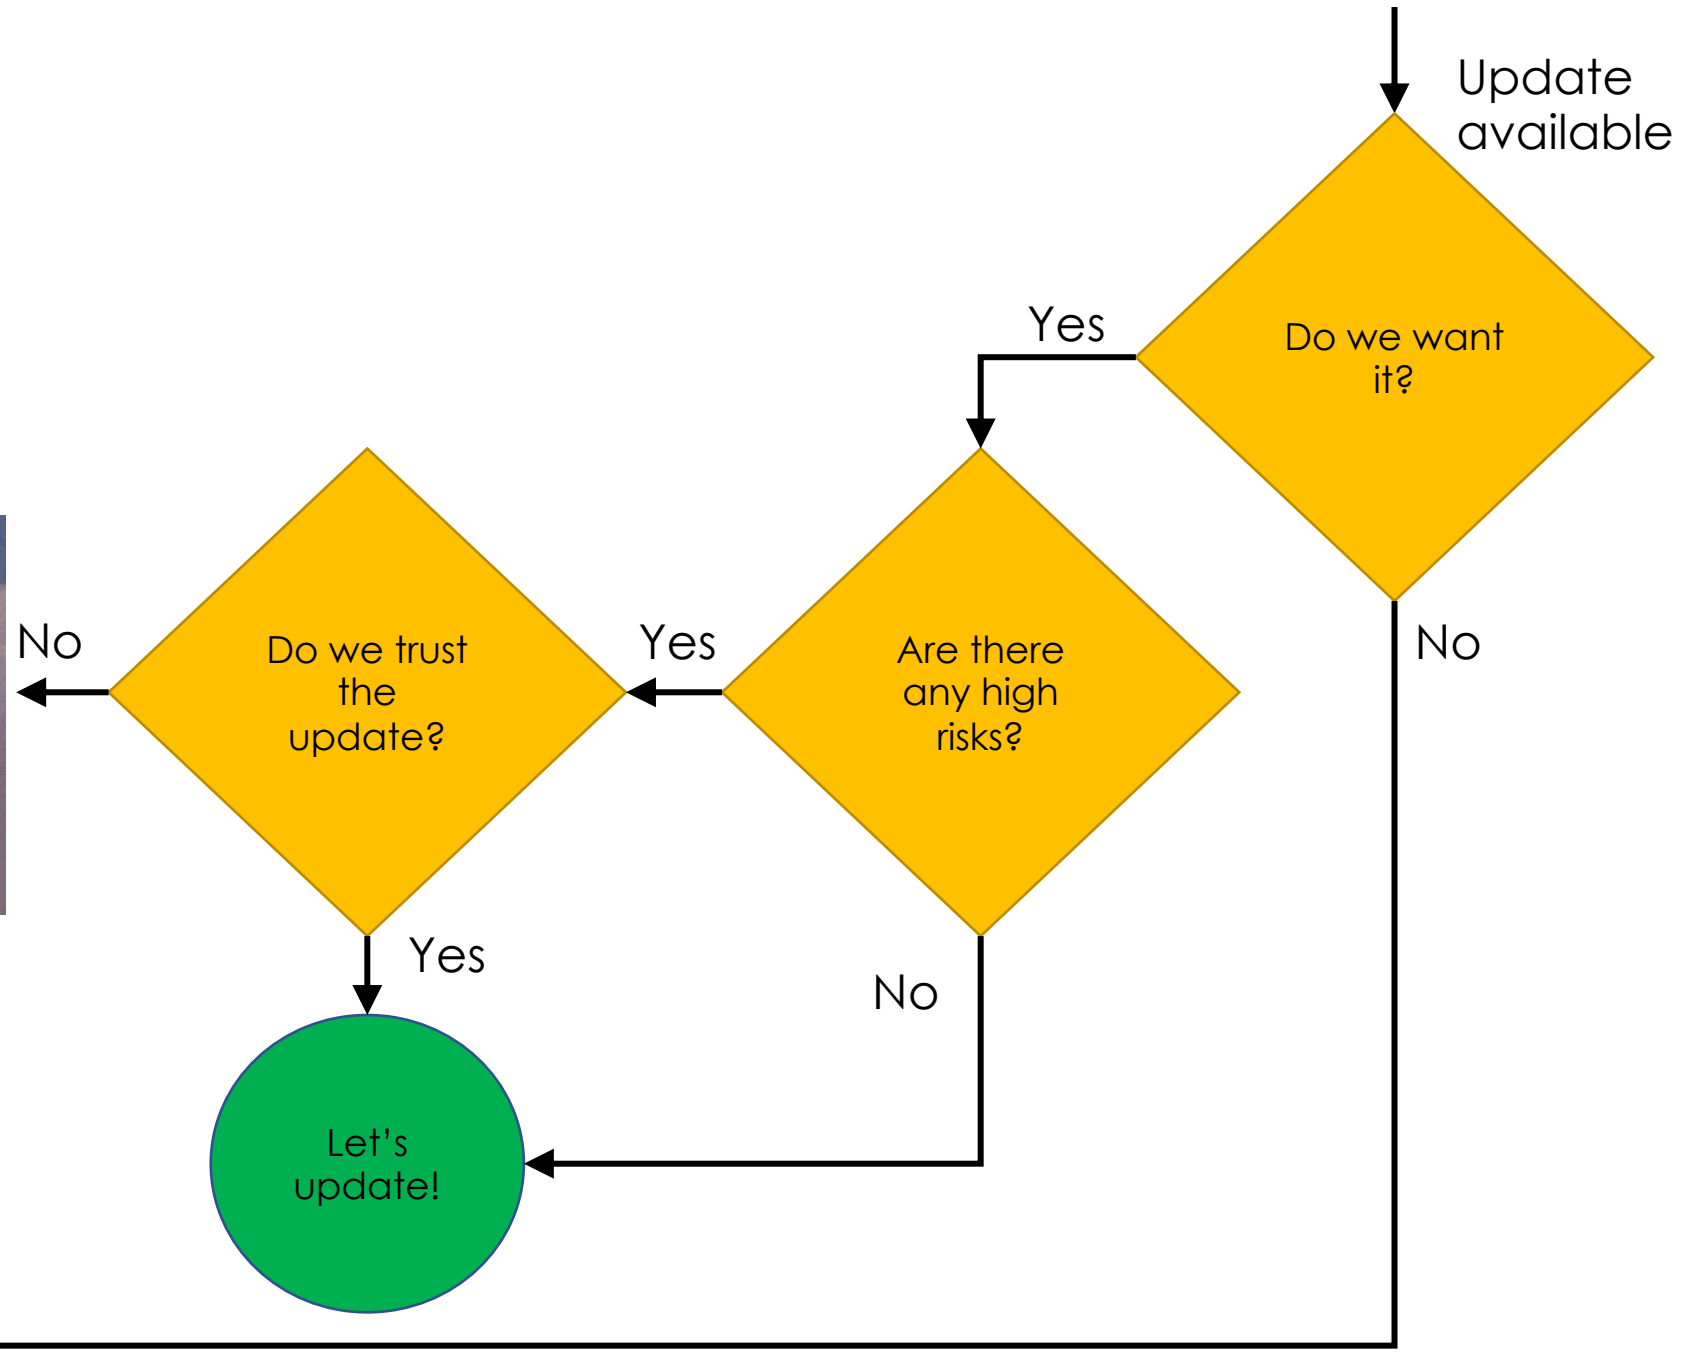 Update
available
Do we want
it?
Yes
No
Are there
any high
risks?
Yes
No
Do we trust
the
update?
No
Yes
Let's
update!